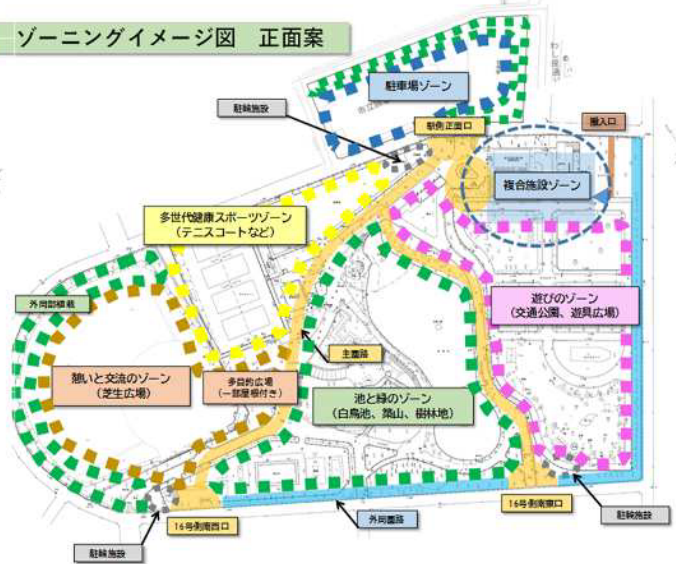 ゾーニングイメージ図 正面案
駐車場ゾーン
駐輪施設
駅側正面口
搬入口
複合施設ゾーン
多世代健康スポーツゾーン
(テニスコートなど)
外周部植栽
遊びのゾーン
(交通公園、遊具広場)
主園路
憩いと交流のゾーン
(芝生広場)
多目的広場
(一部屋根付き)
池と緑のゾーン
(白鳥池、築山、樹林地)
16号側南西口
外周園路
16号側南東口
駐輪施設
駐輪施設